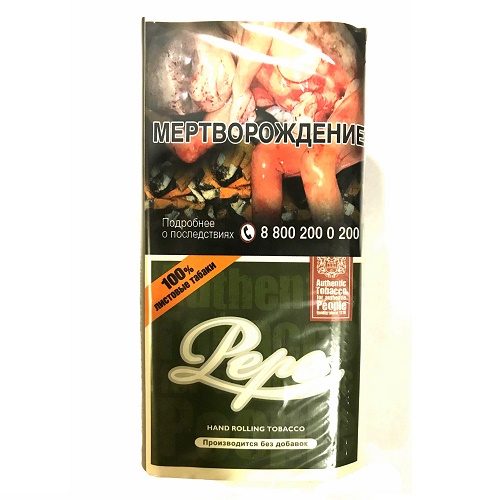 МЕРТВОРОЖДЕНИЕ
Подробнее
о последствиях
8 800 200 0 200
100%
листовые табаки
Authentic
Tobacco
for authentic
People
Pepe
HAND ROLLING TOBACCO
Производится без добавок